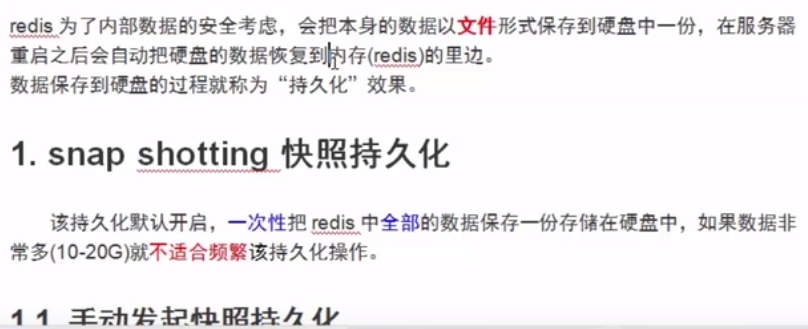 redis 为了内部数据的安全考虑，会把本身的数据以文件形式保存到硬盘中一份，在服务器
重启之后会自动把硬盘的数据恢复到内存(redis)的里边。
数据保存到硬盘的过程就称为“持久化”效果。
1. snap shotting 快照持久化
该持久化默认开启，一次性把 redis 中全部的数据保存一份存储在硬盘中，如果数据非
常多(10-20G)就不适合频繁该持久化操作。
1.1 手动发起快照持久化